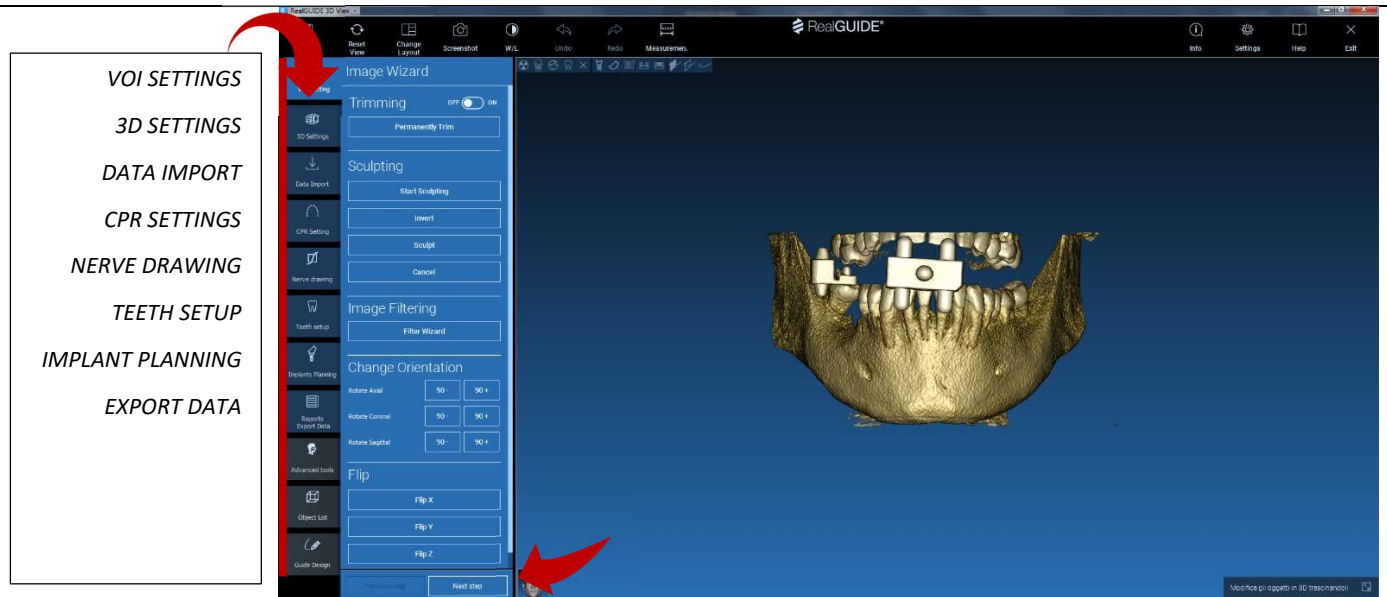 VOI SETTINGS
3D SETTINGS
DATA IMPORT
CPR SETTINGS
NERVE DRAWING
TEETH SETUP
IMPLANT PLANNING
EXPORT DATA
RealGUIDE 3D View
Reset View
Change Layout
Screenshot
W/L
Undo
Redo
Measuremen.
RealGUIDE
Info
Settings
Help
Exit
3D Settings
Data Import
CPR Setting
Nerve drawing
Teeth setup
Implants Planning
Reports
Export Data
Advanced tools
Object List
Guide Design
Image Wizard
Trimming
OFF ON
Permanently Trim
Sculpting
Start Sculpting
Invert
Sculpt
Cancel
Image Filtering
Filter Wizard
Change Orientation
Rotate Axial 90 - 90 +
Rotate Coronal 90 - 90 +
Rotate Sagittal 90 - 90 +
Flip
Flip X
Flip Y
Flip Z
Next step
Modifica gli oggetti in 3D trascinandoli